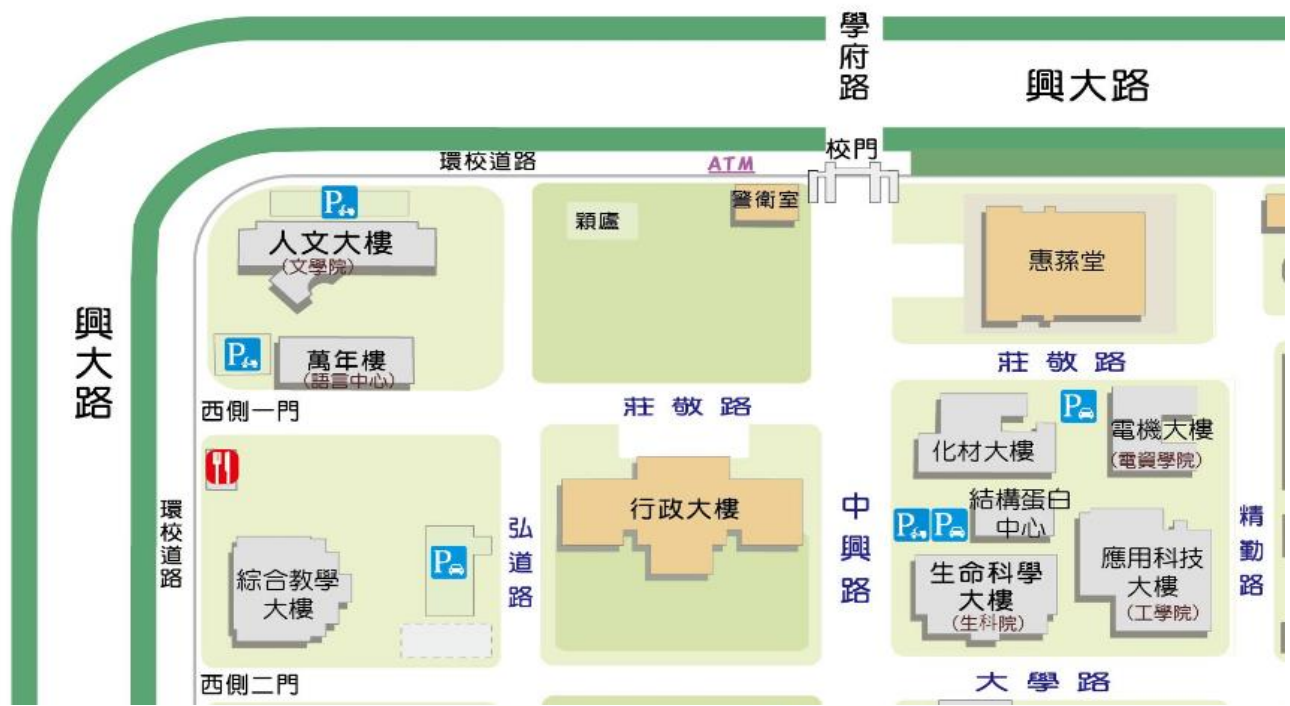 學府路
興大路
校門
環校道路
ATM
P
警衛室
穎廬
人文大樓
(文學院)
惠蓀堂
興大路
P
萬年樓
(語言中心)
莊敬路
西側一門
莊敬路
P
化材大樓
電機大樓
(電資學院)
環校道路
弘道路
行政大樓
中興路
結構蛋白
中心
精勤路
P
P
P
綜合教學
大樓
生命科學
大樓
(生科院)
應用科技
大樓
(工學院)
西側二門
大學路